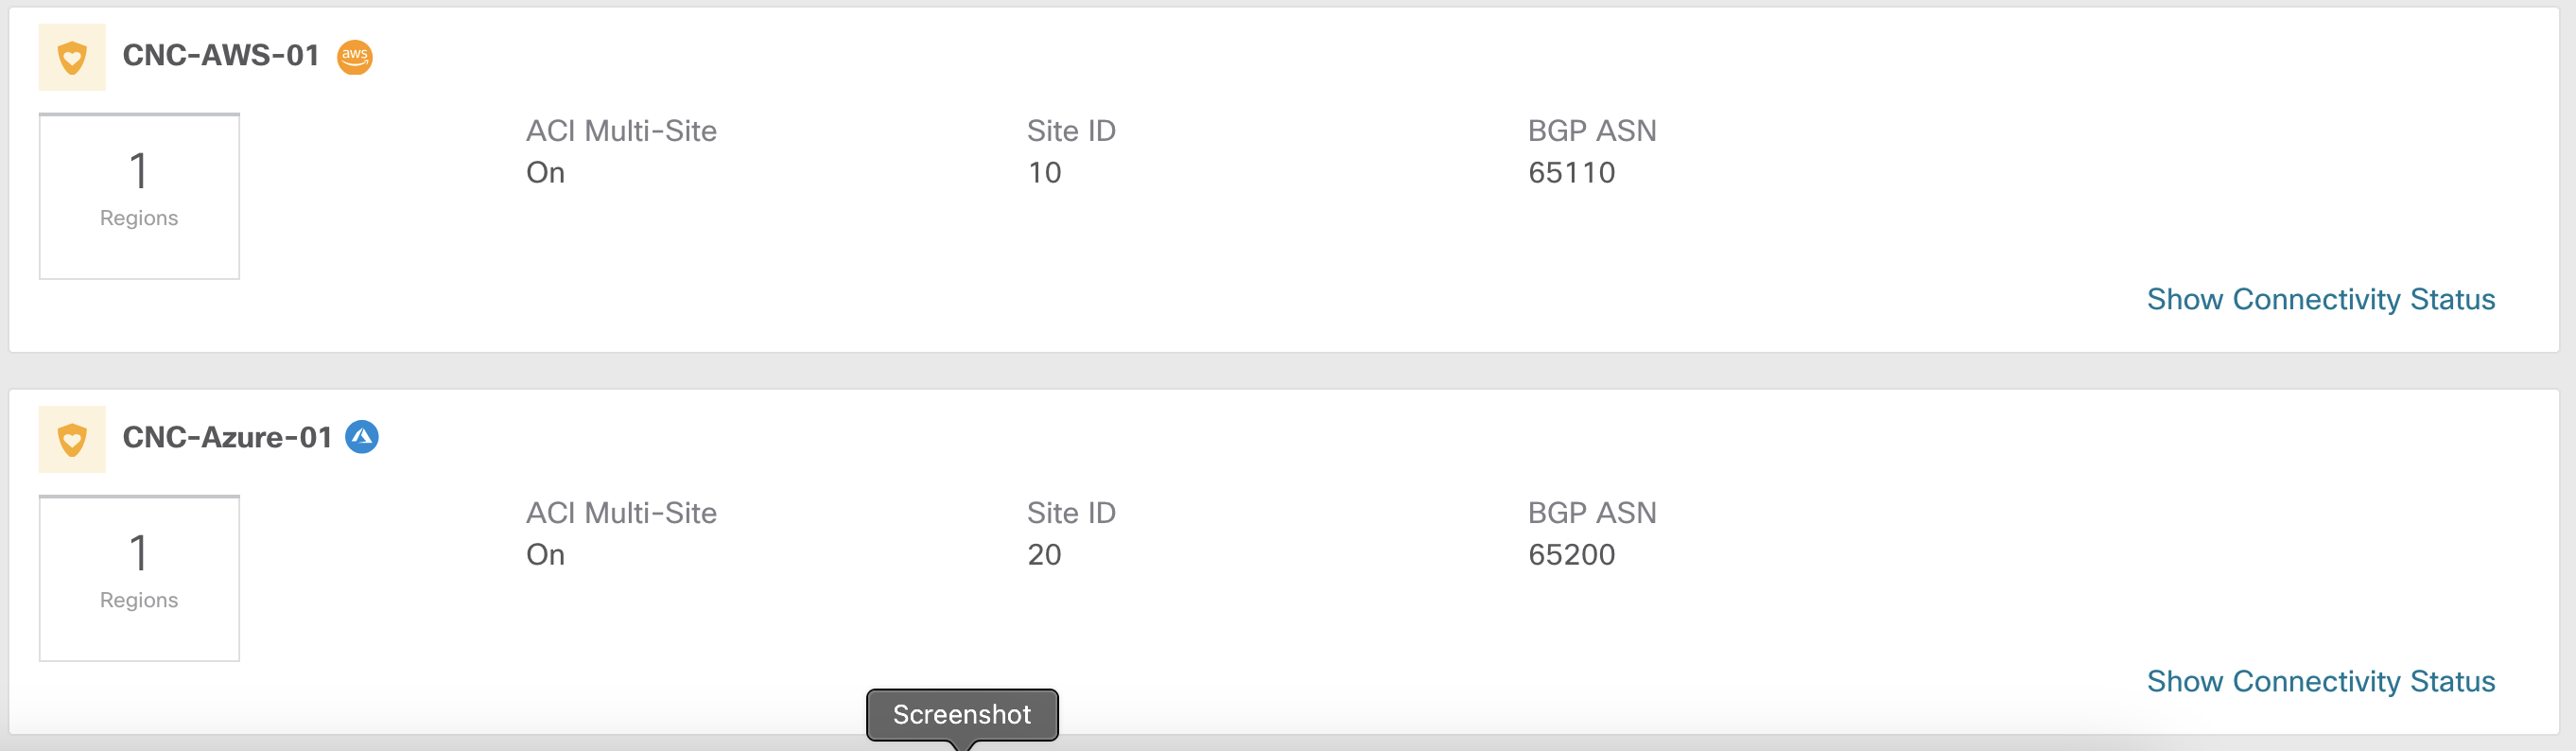 CNC-AWS-01 aws
ACI Multi-Site Site ID BGP ASN
1 On 10 65110
Regions
Show Connectivity Status
CNC-Azure-01
ACI Multi-Site Site ID BGP ASN
1 On 20 65200
Regions
Show Connectivity Status
Screenshot